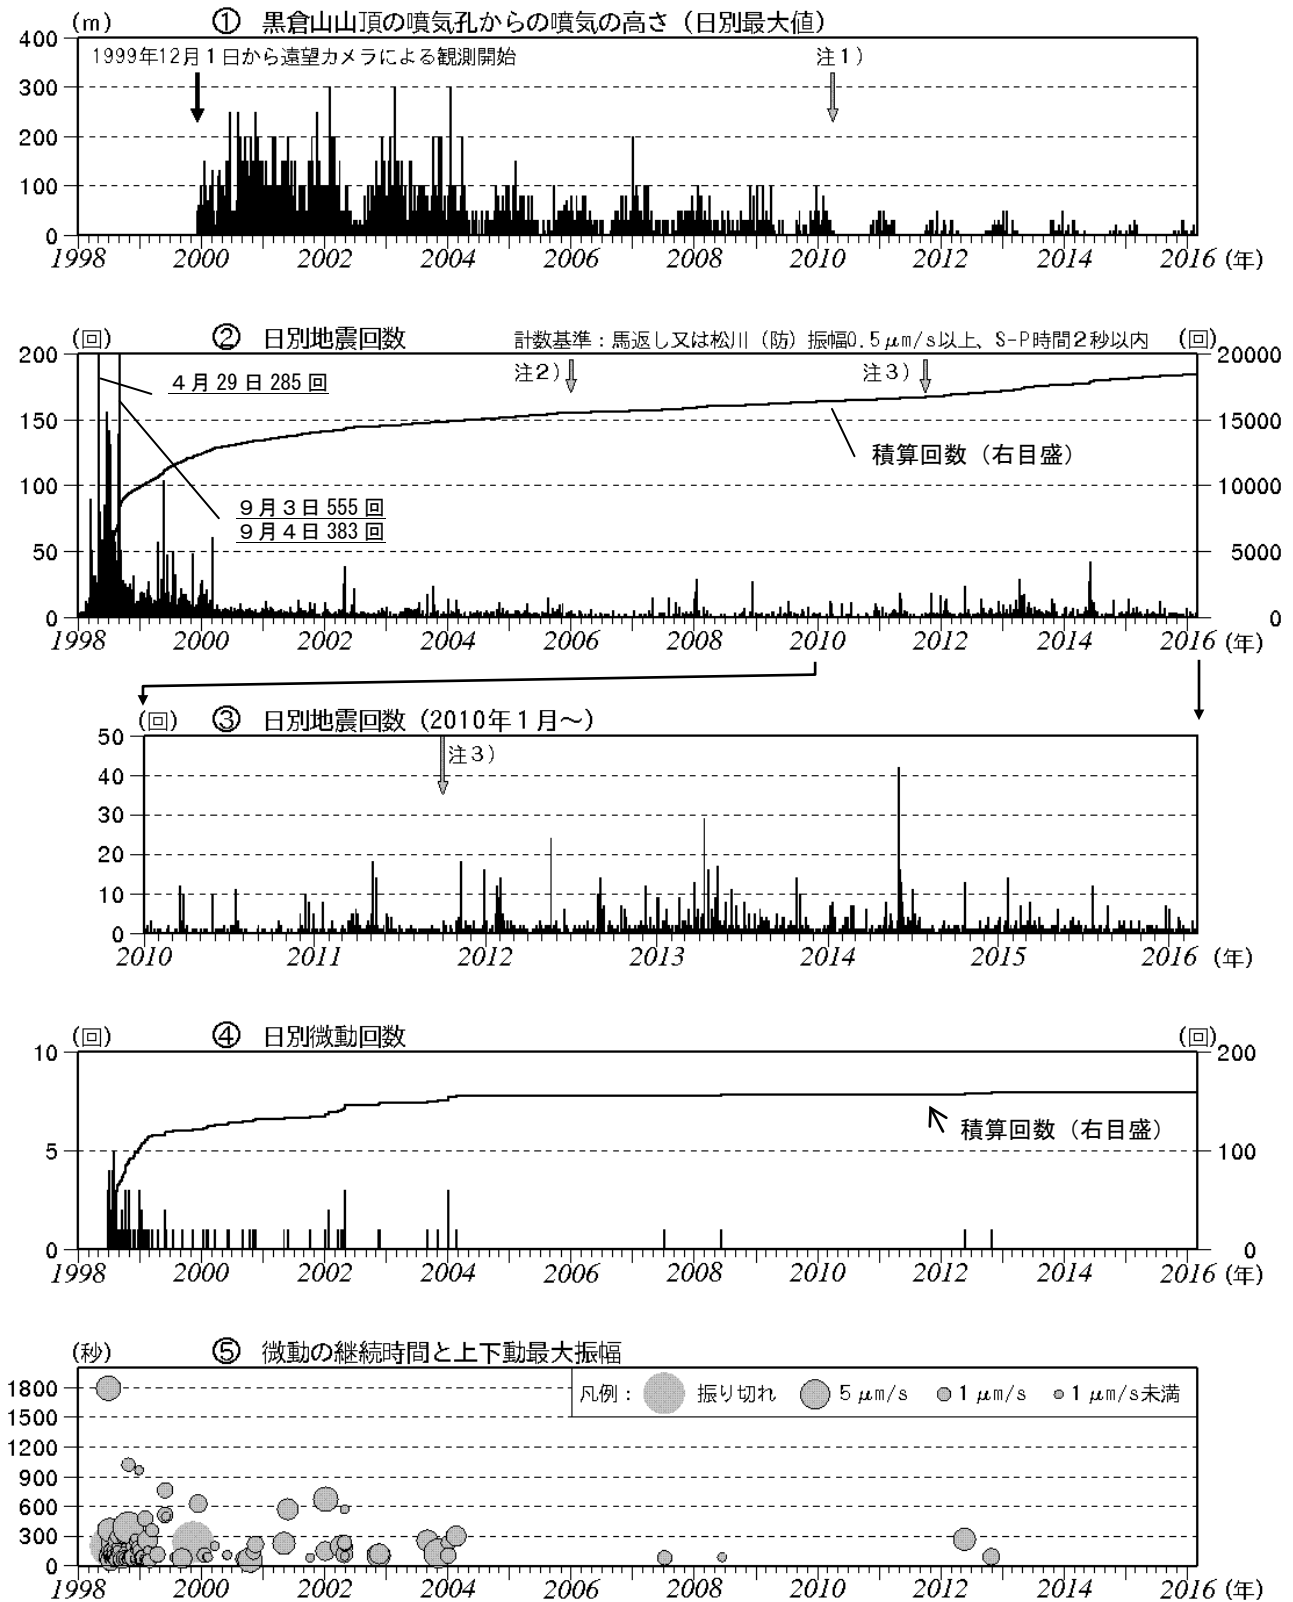 (m) ① 黒倉山山頂の噴気孔からの噴気の高さ（日別最大値）
400
1999年12月１日から遠望カメラによる観測開始 注１）
300
200
100
0
1998 2000 2002 2004 2006 2008 2010 2012 2014 2016 (年)
(回) ② 日別地震回数 計数基準：馬返し又は松川（防）振幅0.5μm/s以上、S-P時間２秒以内 (回)
200 20000
注２） 注３）
４月 29 日 285 回
150 15000
積算回数（右目盛）
100 10000
９月３日 555 回
９月４日 383 回
50 5000
0 0
1998 2000 2002 2004 2006 2008 2010 2012 2014 2016 (年)
(回) ③ 日別地震回数（2010年１月～）
50
注３）
40
30
20
10
0
2010 2011 2012 2013 2014 2015 2016 (年)
(回) ④ 日別微動回数 (回)
10 200
積算回数（右目盛）
5 100
0 0
1998 2000 2002 2004 2006 2008 2010 2012 2014 2016 (年)
(秒) ⑤ 微動の継続時間と上下動最大振幅
凡例： 振り切れ 5 μm/s 1 μm/s 1 μm/s未満
1800
1500
1200
900
600
300
0
1998 2000 2002 2004 2006 2008 2010 2012 2014 2016 (年)